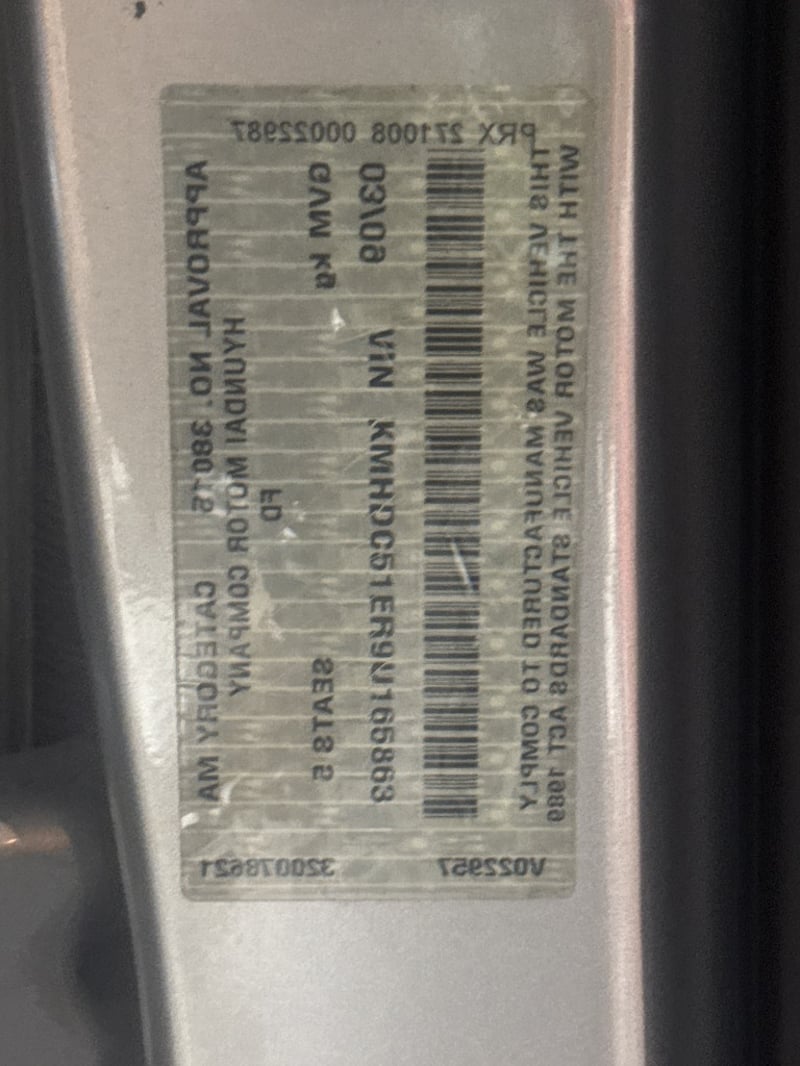 PRX 271008 00022987
APPROVAL NO. 38015 CATEGORY MA
HYUNDAI MOTOR COMPANY
FD
GVM kg SEATS 5
03/09 VIN KMHDC51ER9U165863
THIS VEHICLE WAS MANUFACTURED TO COMPLY
WITH THE MOTOR VEHICLE STANDARDS ACT 1989
320078621 V022957